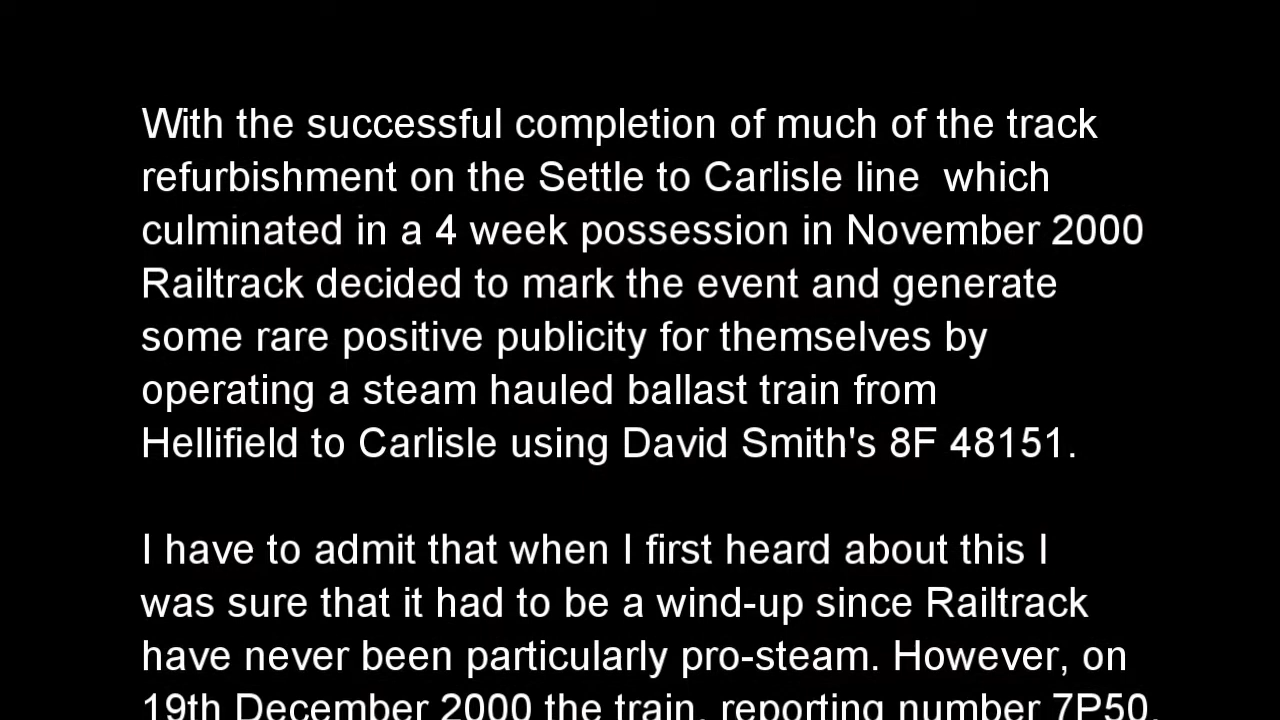 With the successful completion of much of the track
refurbishment on the Settle to Carlisle line  which
culminated in a 4 week possession in November 2000
Railtrack decided to mark the event and generate
some rare positive publicity for themselves by
operating a steam hauled ballast train from
Hellifield to Carlisle using David Smith's 8F 48151.

I have to admit that when I first heard about this I
was sure that it had to be a wind-up since Railtrack
have never been particularly pro-steam. However, on
19th December 2000 the train, reporting number 7P50,